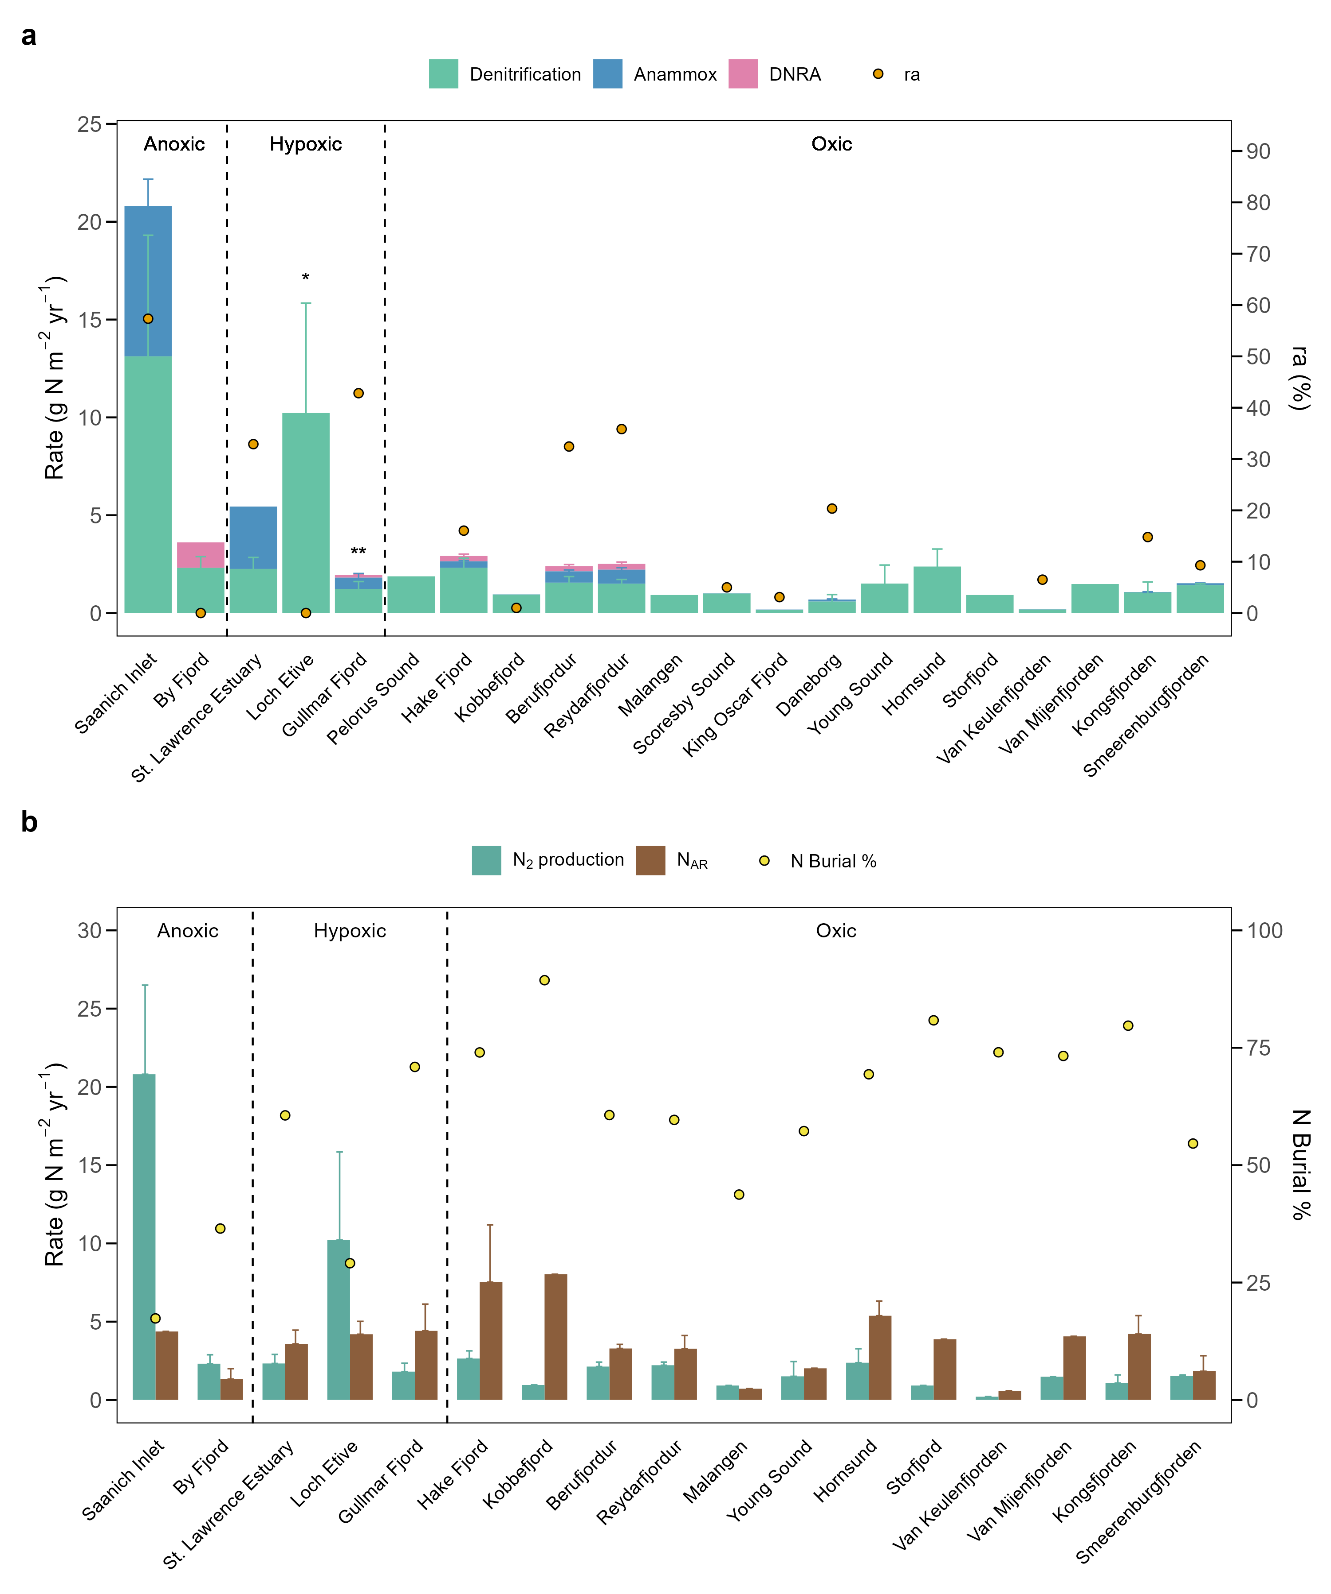 a
Denitrification Anammox DNRA ra
Anoxic Hypoxic Oxic
Rate (g N m⁻² yr⁻¹)
25
20
15
10
5
0
*
**
ra (%)
90
80
70
60
50
40
30
20
10
0
Saanich Inlet
By Fjord
St. Lawrence Estuary
Loch Etive
Gullmar Fjord
Pelorus Sound
Hake Fjord
Kobbefjord
Berufjordur
Reydarfjordur
Malangen
Scoresby Sound
King Oscar Fjord
Daneborg
Young Sound
Hornsund
Storfjord
Van Keulenfjorden
Van Mijenfjorden
Kongsfjorden
Smeerenburgfjorden
b
N₂ production N_AR N Burial %
Anoxic Hypoxic Oxic
Rate (g N m⁻² yr⁻¹)
30
25
20
15
10
5
0
N Burial %
100
75
50
25
0
Saanich Inlet
By Fjord
St. Lawrence Estuary
Loch Etive
Gullmar Fjord
Hake Fjord
Kobbefjord
Berufjordur
Reydarfjordur
Malangen
Young Sound
Hornsund
Storfjord
Van Keulenfjorden
Van Mijenfjorden
Kongsfjorden
Smeerenburgfjorden